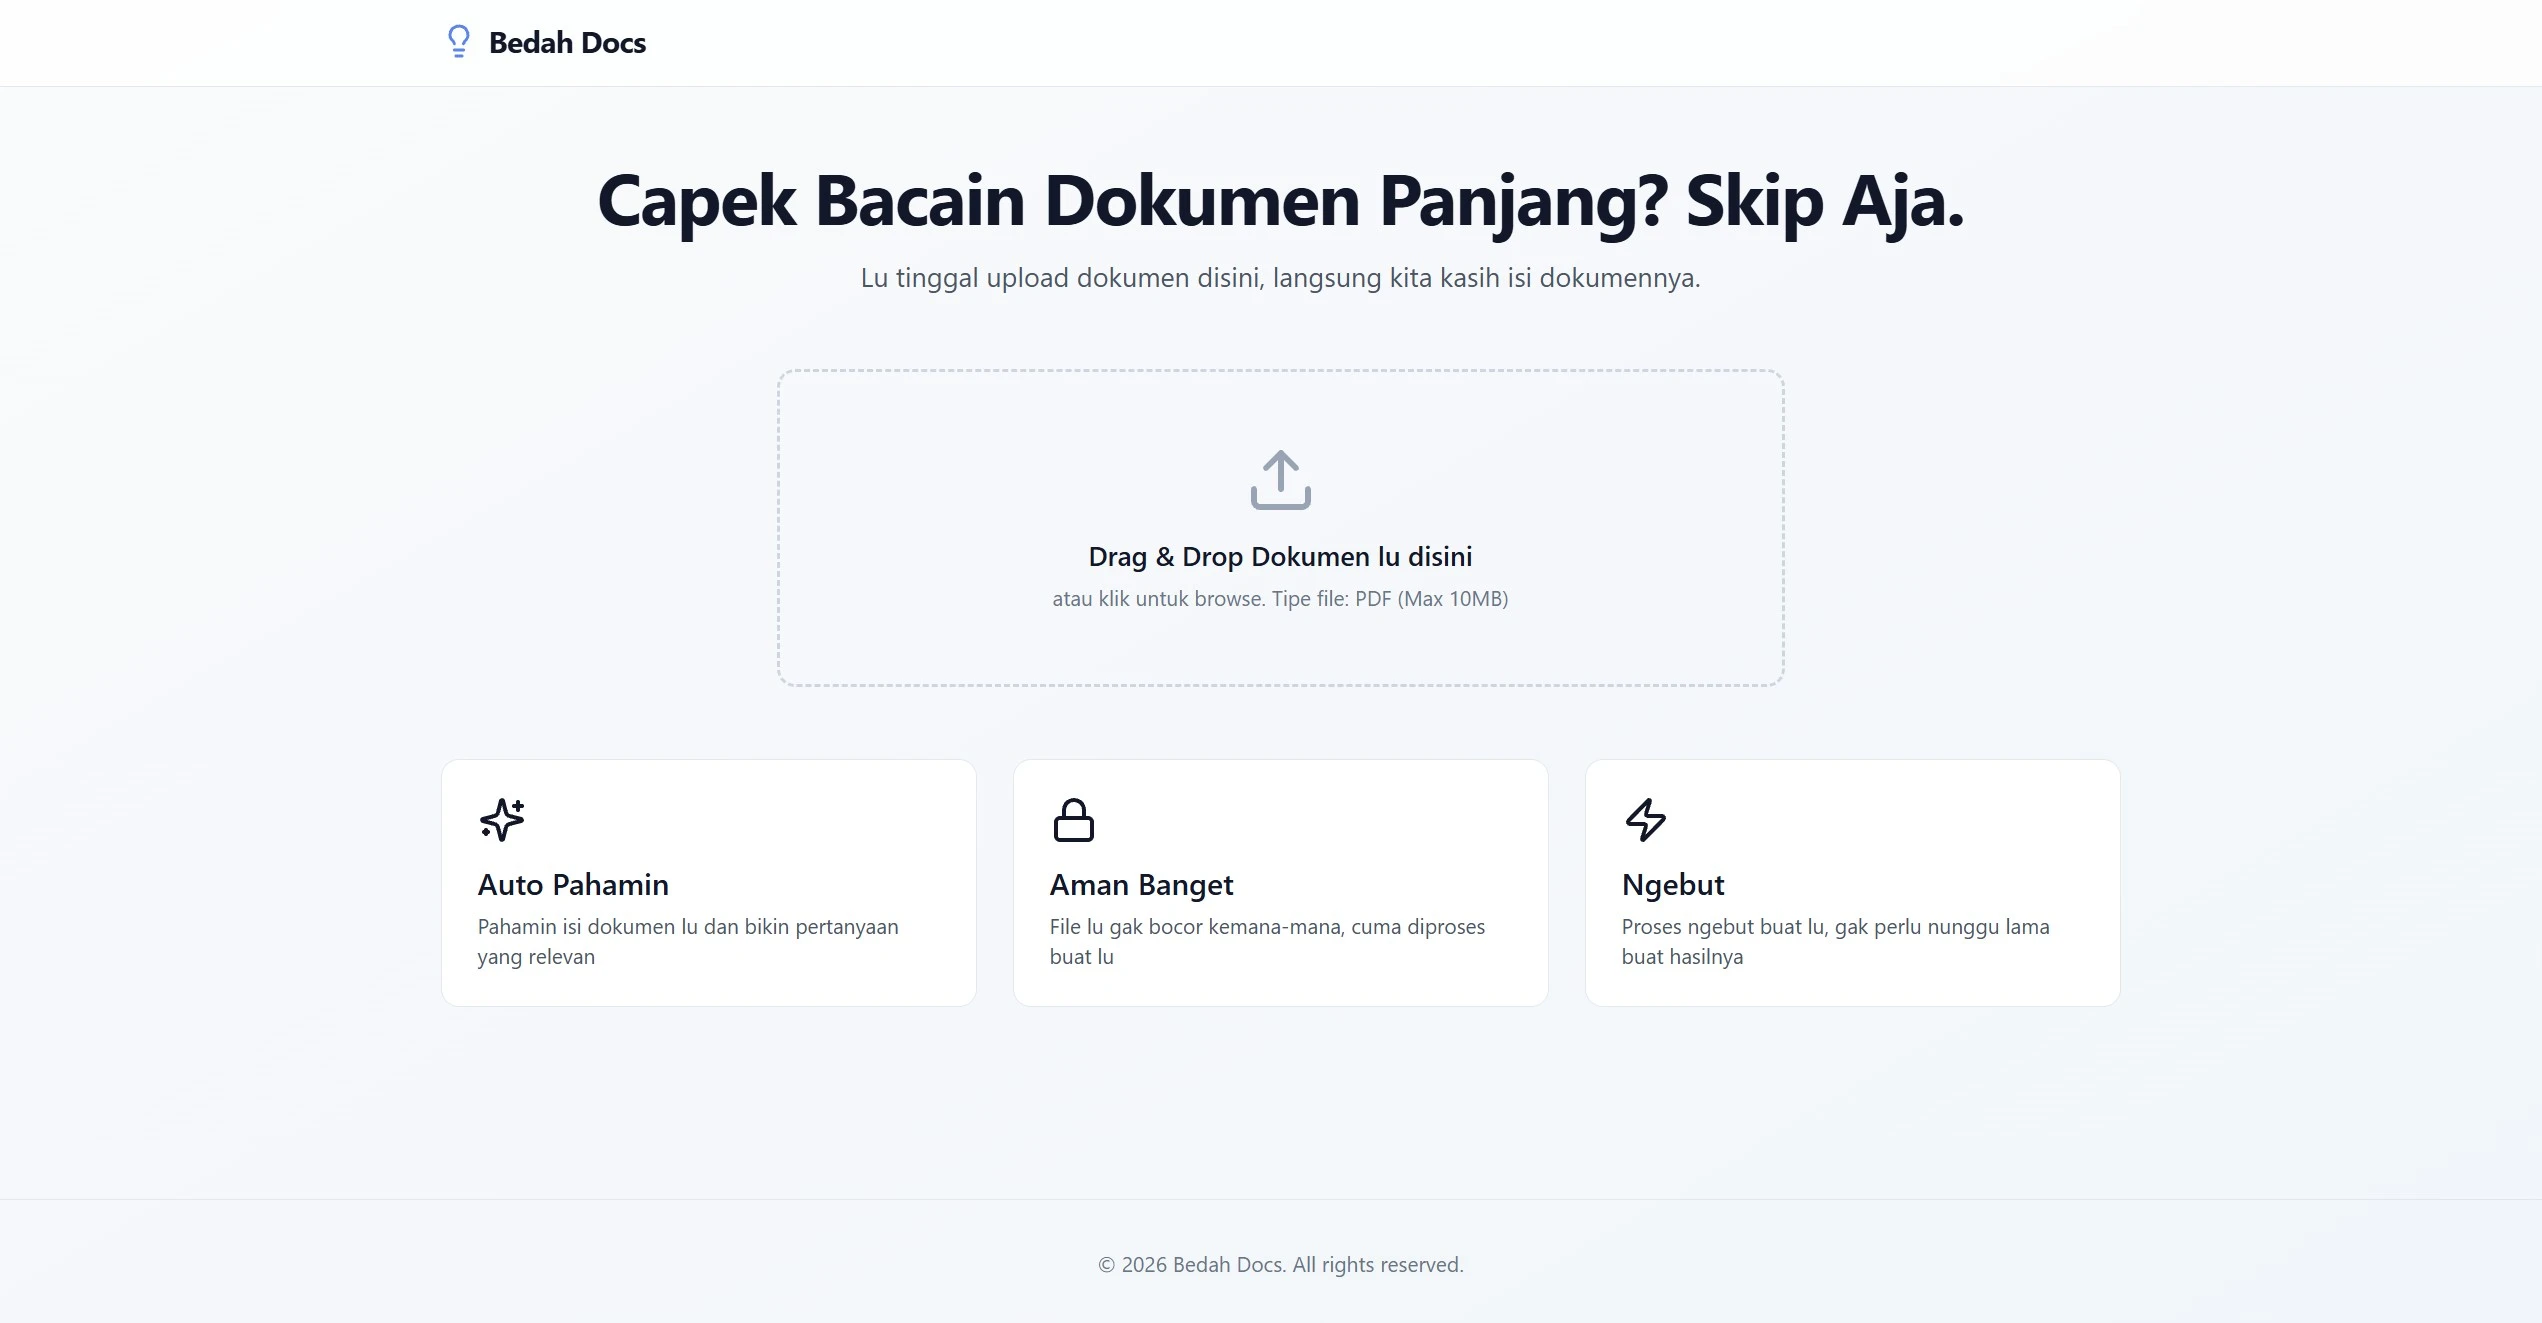 Bedah Docs
Capek Bacain Dokumen Panjang? Skip Aja.
Lu tinggal upload dokumen disini, langsung kita kasih isi dokumennya.
Drag & Drop Dokumen lu disini
atau klik untuk browse. Tipe file: PDF (Max 10MB)
Auto Pahamin
Pahamin isi dokumen lu dan bikin pertanyaan
yang relevan
Aman Banget
File lu gak bocor kemana-mana, cuma diproses
buat lu
Ngebut
Proses ngebut buat lu, gak perlu nunggu lama
buat hasilnya
© 2026 Bedah Docs. All rights reserved.